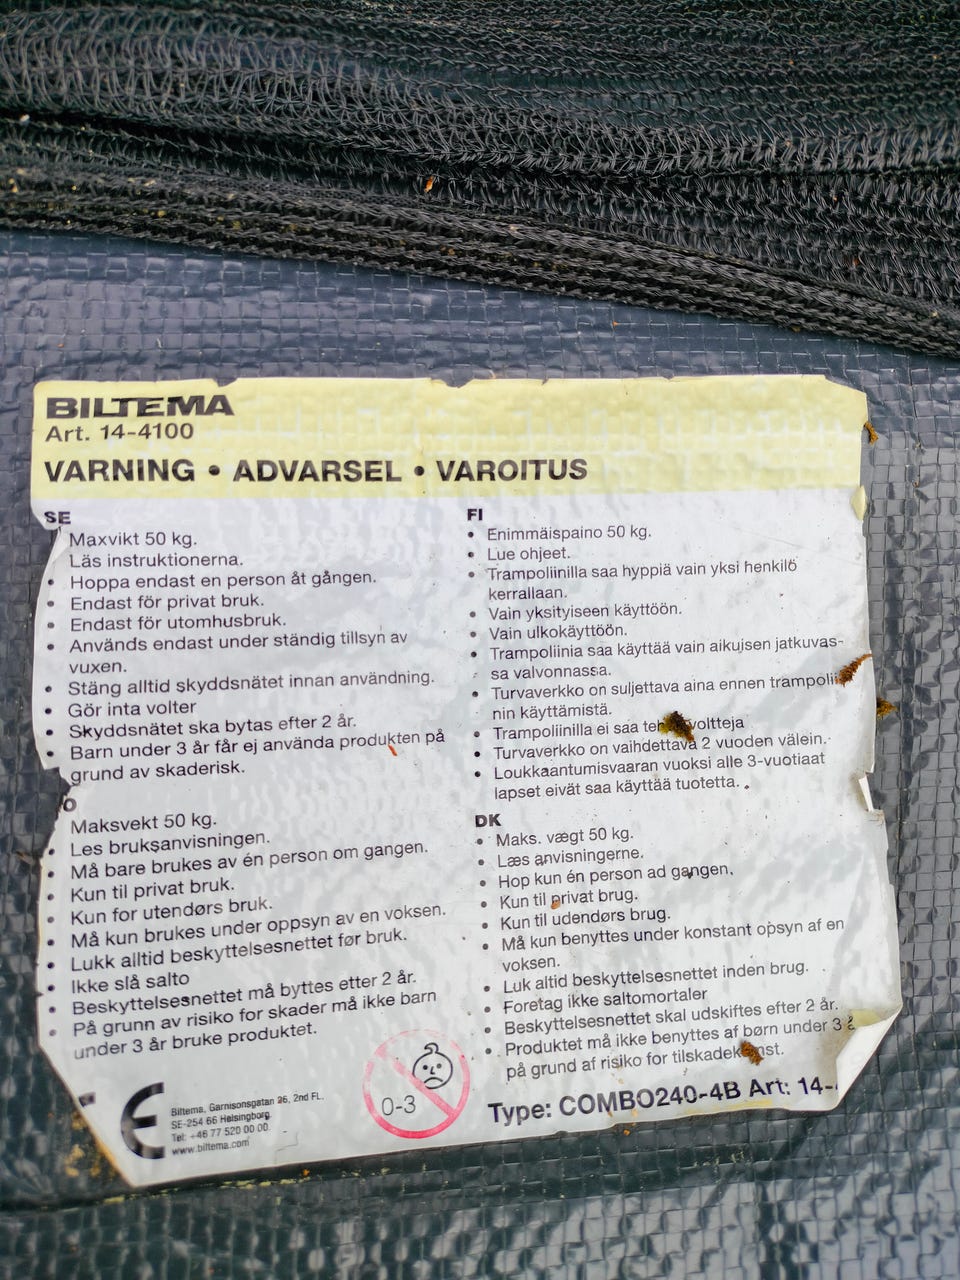 BILTEMA
Art. 14-4100
VARNING • ADVARSEL • VAROITUS
SE
Maxvikt 50 kg.
Läs instruktionerna.
• Hoppa endast en person åt gången.
• Endast för privat bruk.
• Endast för utomhusbruk.
• Används endast under ständig tillsyn av
vuxen.
• Stäng alltid skyddsnätet innan användning.
• Gör inta volter
• Skyddsnätet ska bytas efter 2 år.
• Barn under 3 år får ej använda produkten på
grund av skaderisk.
O
Maksvekt 50 kg.
• Les bruksanvisningen.
• Må bare brukes av én person om gangen.
• Kun til privat bruk.
• Kun for utendørs bruk.
• Må kun brukes under oppsyn av en voksen.
• Lukk alltid beskyttelsesnettet før bruk.
• Ikke slå salto
• Beskyttelsesnettet må byttes etter 2 år.
• På grunn av risiko for skader må ikke barn
under 3 år bruke produktet.
FI
• Enimmäispaino 50 kg.
• Lue ohjeet.
• Trampoliinilla saa hyppiä vain yksi henkilö
kerrallaan.
• Vain yksityiseen käyttöön.
• Vain ulkokäyttöön.
• Trampoliinia saa käyttää vain aikuisen jatkuvas-
sa valvonnassa.
• Turvaverkko on suljettava aina ennen trampolii
nin käyttämistä.
• Trampoliinilla ei saa voltteja
• Turvaverkko on vaihdettava 2 vuoden välein.
• Loukkaantumisvaaran vuoksi alle 3-vuotiaat
lapset eivät saa käyttää tuotetta.
DK
• Maks. vægt 50 kg.
• Læs anvisningerne.
• Hop kun én person ad gangen.
• Kun til privat brug.
• Kun til udendørs brug.
• Må kun benyttes under konstant opsyn af en
voksen.
• Luk altid beskyttelsesnettet inden brug.
• Foretag ikke saltomortaler
• Beskyttelsesnettet skal udskiftes efter 2 år.
• Produktet må ikke benyttes af børn under 3
på grund af risiko for
Biltema, Garnisonsgatan 26, 2nd FL.
SE-254 66 Helsingborg.
Tel: +46 77 520 00 00.
www.biltema.com
0-3
Type: COMBO240-4B Art: 14-